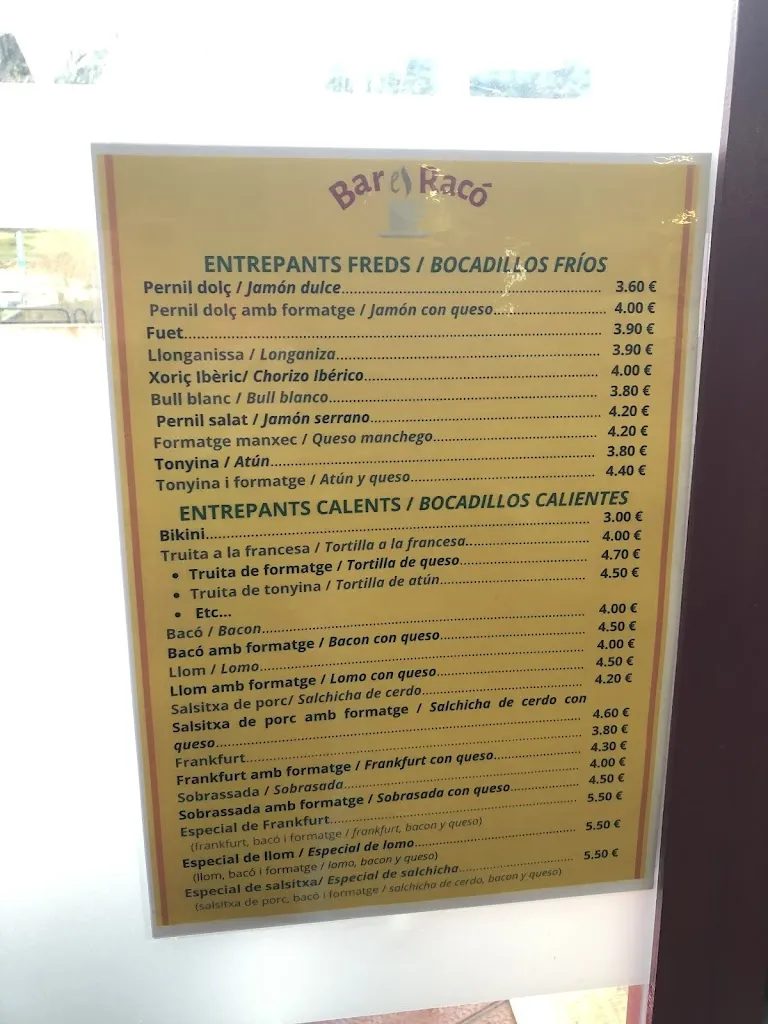 Bar el Racó
ENTREPANTS FREDS / BOCADILLOS FRÍOS
Pernil dolç / Jamón dulce 3.60 €
Pernil dolç amb formatge / Jamón con queso 4.00 €
Fuet 3.90 €
Llonganissa / Longaniza 3.90 €
Xoriç Ibèric/ Chorizo Ibérico 4.00 €
Bull blanc / Bull blanco 3.80 €
Pernil salat / Jamón serrano 4.20 €
Formatge manxec / Queso manchego 4.20 €
Tonyina / Atún 3.80 €
Tonyina i formatge / Atún y queso 4.40 €
ENTREPANTS CALENTS / BOCADILLOS CALIENTES
Bikini 3.00 €
Truita a la francesa / Tortilla a la francesa 4.00 €
• Truita de formatge / Tortilla de queso 4.70 €
• Truita de tonyina / Tortilla de atún 4.50 €
• Etc...
Bacó / Bacon 4.00 €
Bacó amb formatge / Bacon con queso 4.50 €
Llom / Lomo 4.00 €
Llom amb formatge / Lomo con queso 4.50 €
Salsitxa de porc/ Salchicha de cerdo 4.20 €
Salsitxa de porc amb formatge / Salchicha de cerdo con
queso 4.60 €
Frankfurt 3.80 €
Frankfurt amb formatge / Frankfurt con queso 4.30 €
Sobrassada / Sobrasada 4.00 €
Sobrassada amb formatge / Sobrasada con queso 4.50 €
Especial de Frankfurt 5.50 €
(frankfurt, bacó i formatge / frankfurt, bacon y queso)
Especial de llom / Especial de lomo 5.50 €
(llom, bacó i formatge / lomo, bacon y queso)
Especial de salsitxa/ Especial de salchicha 5.50 €
(salsitxa de porc, bacó i formatge / salchicha de cerdo, bacon y queso)